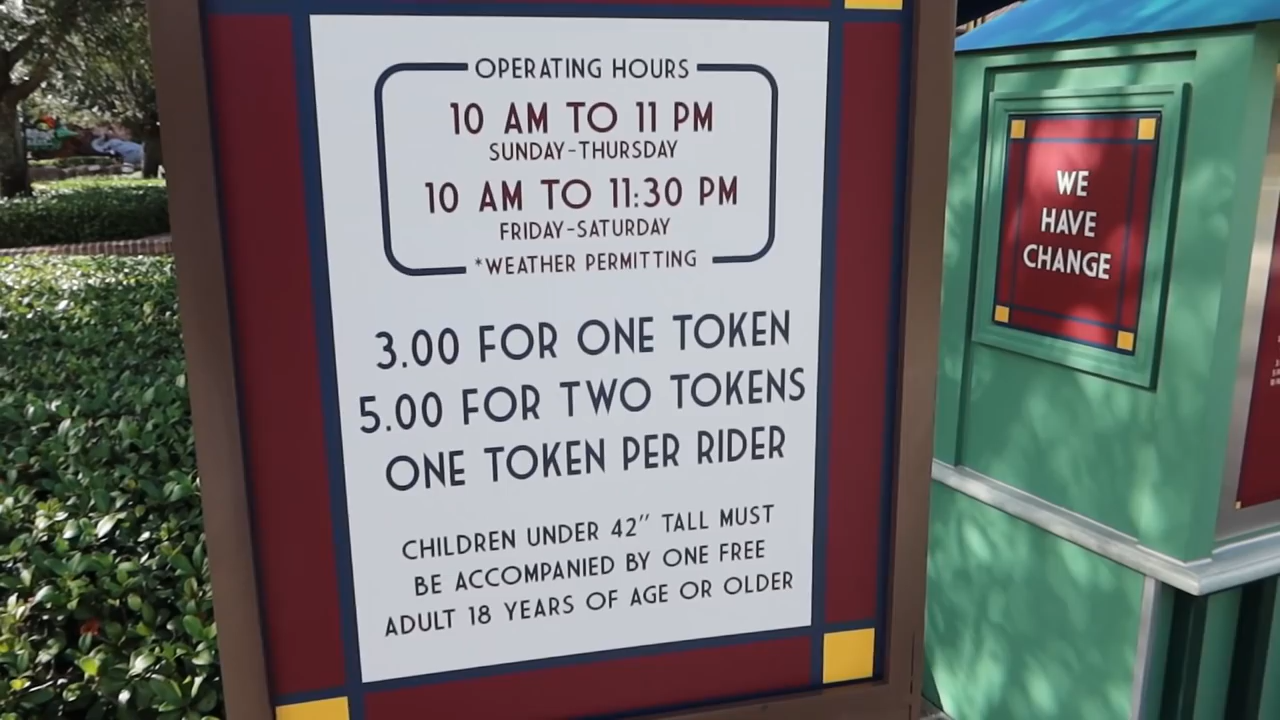 OPERATING HOURS
10 AM TO 11 PM
SUNDAY-THURSDAY
10 AM TO 11:30 PM
FRIDAY-SATURDAY
*WEATHER PERMITTING
3.00 FOR ONE TOKEN
5.00 FOR TWO TOKENS
ONE TOKEN PER RIDER
CHILDREN UNDER 42" TALL MUST
BE ACCOMPANIED BY ONE FREE
ADULT 18 YEARS OF AGE OR OLDER
WE
HAVE
CHANGE